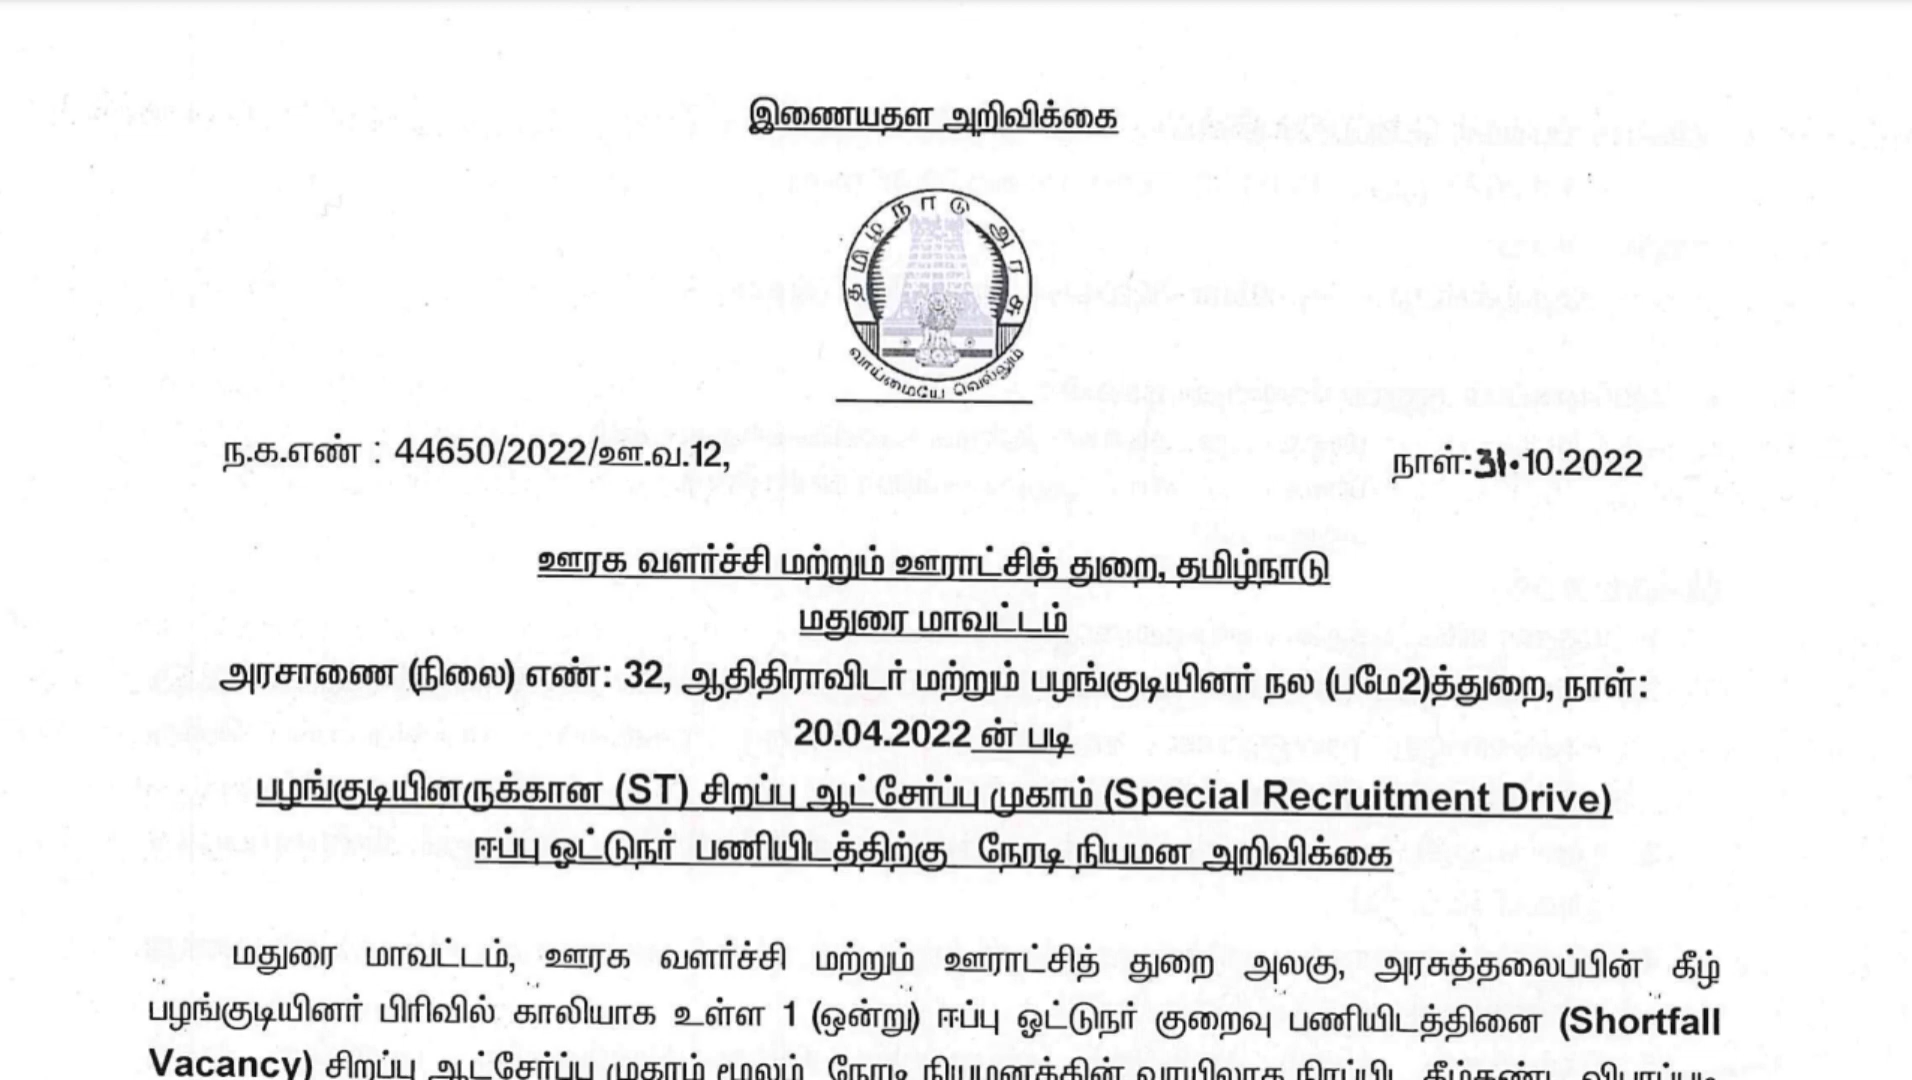 இணையதள அறிவிக்கை
தமிழ்நாடு அரசு
வாய்மையே வெல்லும்
ந.க.எண் : 44650/2022/ஊ.வ.12,
நாள்:31.10.2022
ஊரக வளர்ச்சி மற்றும் ஊராட்சித் துறை, தமிழ்நாடு
மதுரை மாவட்டம்
அரசாணை (நிலை) எண்: 32, ஆதிதிராவிடர் மற்றும் பழங்குடியினர் நல (பமே2)த்துறை, நாள்:
20.04.2022 ன் படி
பழங்குடியினருக்கான (ST) சிறப்பு ஆட்சேர்ப்பு முகாம் (Special Recruitment Drive)
ஈப்பு ஓட்டுநர் பணியிடத்திற்கு நேரடி நியமன அறிவிக்கை
மதுரை மாவட்டம், ஊரக வளர்ச்சி மற்றும் ஊராட்சித் துறை அலகு, அரசுத்தலைப்பின் கீழ்
பழங்குடியினர் பிரிவில் காலியாக உள்ள 1 (ஒன்று) ஈப்பு ஓட்டுநர் குறைவு பணியிடத்தினை (Shortfall
Vacancy) சிறப்பு ஆட்சேர்ப்பு முகாம் மூலம் நேரடி நியமனத்தின் வாயிலாக நிரப்பிட கீழ்கண்ட